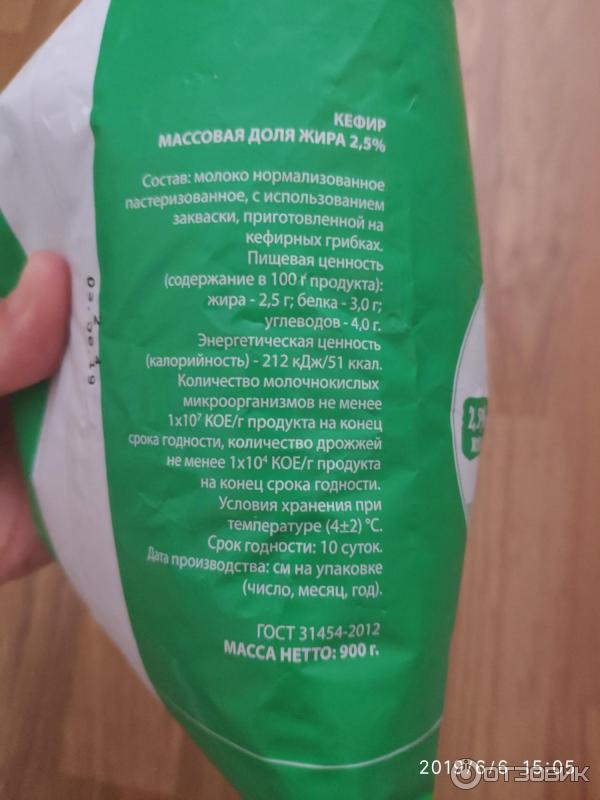 КЕФИР
МАССОВАЯ ДОЛЯ ЖИРА 2,5%
Состав: молоко нормализованное
пастеризованное, с использованием
закваски, приготовленной на
кефирных грибках.
Пищевая ценность
(содержание в 100 г продукта):
жира - 2,5 г; белка - 3,0 г;
углеводов - 4,0 г.
Энергетическая ценность
(калорийность) - 212 кДж/51 ккал.
Количество молочнокислых
микроорганизмов не менее
1х10⁷ КОЕ/г продукта на конец
срока годности, количество дрожжей
не менее 1х10⁴ КОЕ/г продукта
на конец срока годности.
Условия хранения при
температуре (4±2) °С.
Срок годности: 10 суток.
Дата производства: см на упаковке
(число, месяц, год).
ГОСТ 31454-2012
МАССА НЕТТО: 900 г.
2,5%
2019/6/6 15:05
ОТЗОВИК